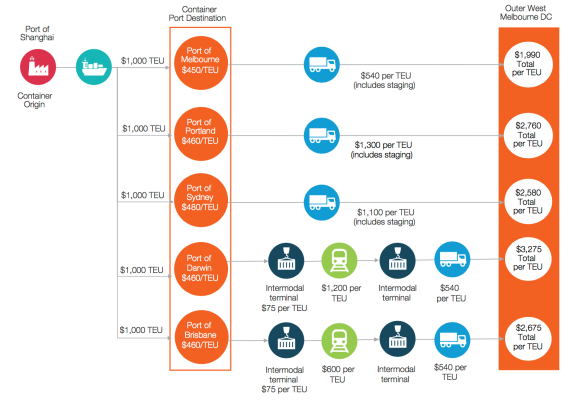 Port of
Shanghai
Container
Origin
Container
Port Destination
Outer West
Melbourne DC
$1,000 TEU
Port of
Melbourne
$450/TEU
$540 per TEU
(includes staging)
$1,990
Total
per TEU
$1,000 TEU
Port of
Portland
$460/TEU
$1,300 per TEU
(includes staging)
$2,760
Total
per TEU
$1,000 TEU
Port of
Sydney
$480/TEU
$1,100 per TEU
(includes staging)
$2,580
Total
per TEU
$1,000 TEU
Port of
Darwin
$460/TEU
Intermodal
terminal
$75 per TEU
$1,200 per
TEU
Intermodal
terminal
$540
per TEU
$3,275
Total
per TEU
$1,000 TEU
Port of
Brisbane
$460/TEU
Intermodal
terminal
$75 per TEU
$600 per
TEU
Intermodal
terminal
$540 per
TEU
$2,675
Total
per TEU